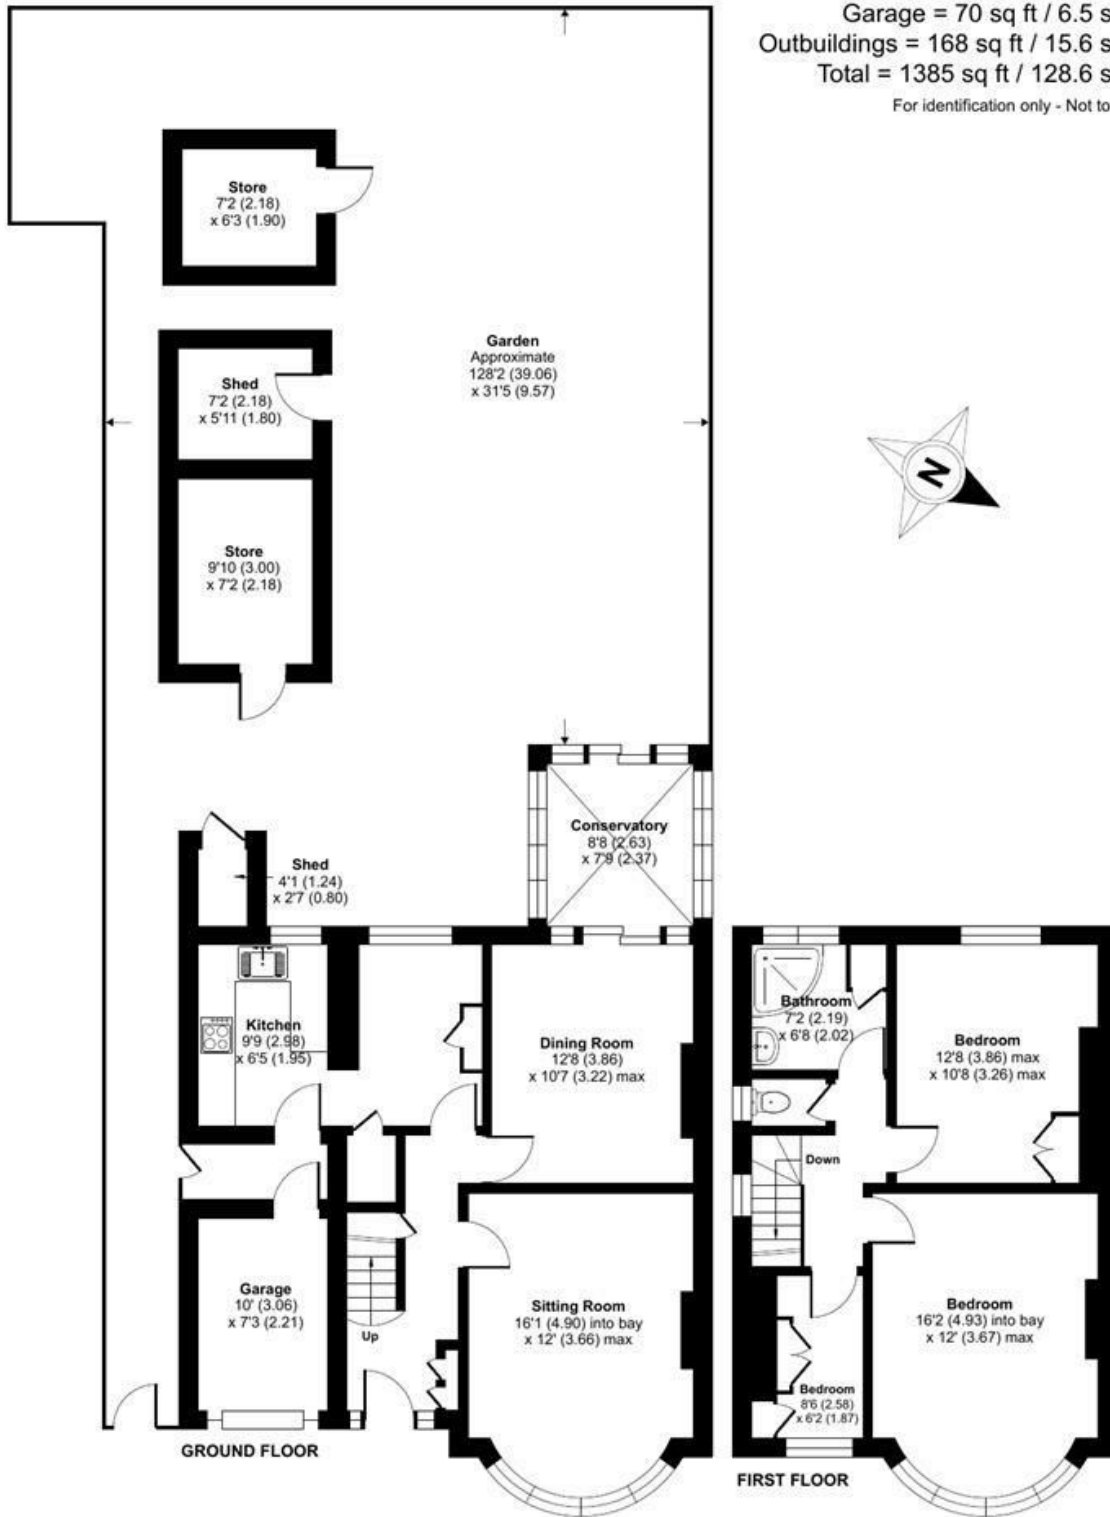 Garage = 70 sq ft / 6.5 s
Outbuildings = 168 sq ft / 15.6 s
Total = 1385 sq ft / 128.6 s
For identification only - Not to
Store
7'2 (2.18)
x 6'3 (1.90)
Garden
Approximate
128'2 (39.06)
x 31'5 (9.57)
Shed
7'2 (2.18)
x 5'11 (1.80)
N
Store
9'10 (3.00)
x 7'2 (2.18)
Conservatory
8'8 (2.63)
x 7'9 (2.37)
Shed
4'1 (1.24)
x 2'7 (0.80)
Kitchen
9'9 (2.98)
x 6'5 (1.95)
Dining Room
12'8 (3.86)
x 10'7 (3.22) max
Garage
10' (3.06)
x 7'3 (2.21)
Up
Sitting Room
16'1 (4.90) into bay
x 12' (3.66) max
GROUND FLOOR
Bathroom
7'2 (2.19)
x 6'8 (2.02)
Bedroom
12'8 (3.86) max
x 10'8 (3.26) max
Down
Bedroom
16'2 (4.93) into bay
x 12' (3.67) max
Bedroom
8'6 (2.58)
x 6'2 (1.87)
FIRST FLOOR